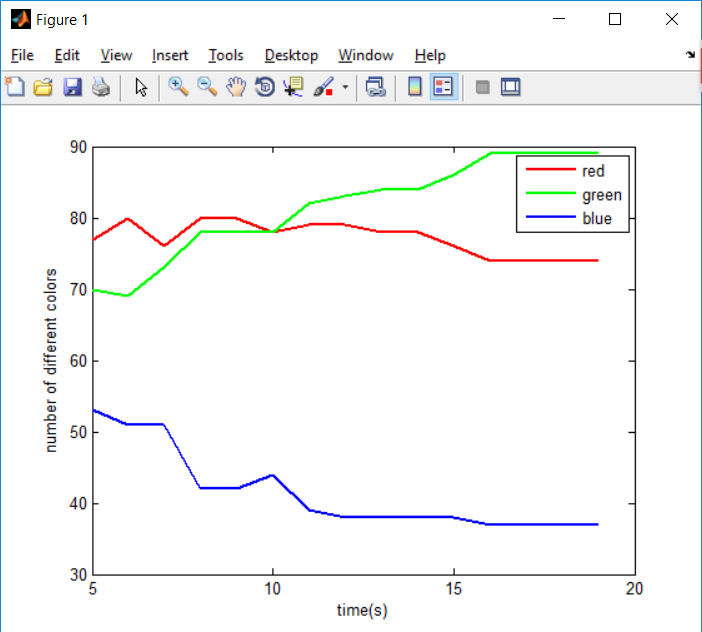 Figure 1
File Edit View Insert Tools Desktop Window Help
90
80
70
60
50
40
30
number of different colors
red
green
blue
5 10 15 20
time(s)